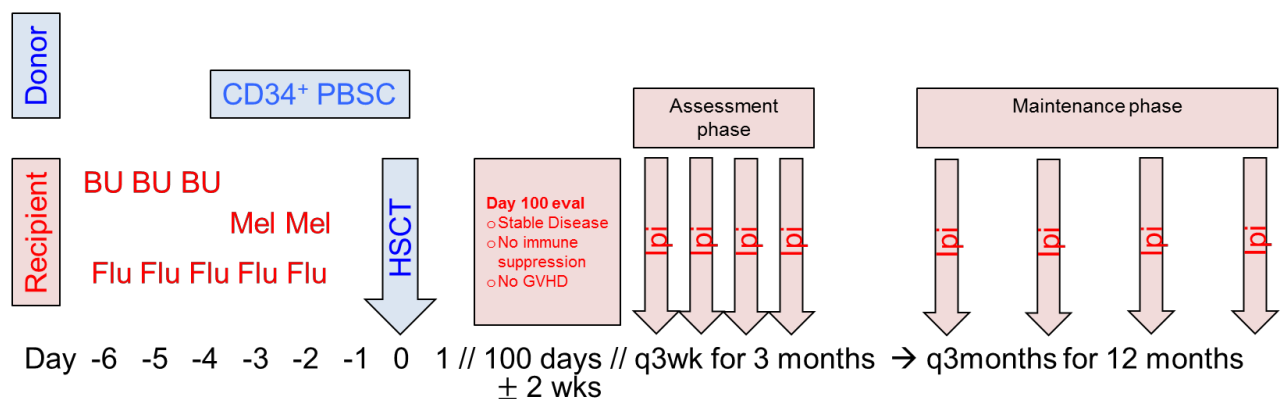 Donor
CD34+ PBSC
Assessment
phase
Maintenance phase
Recipient
BU BU BU
Mel Mel
Flu Flu Flu Flu Flu
HSCT
Day 100 eval
o Stable Disease
o No immune
suppression
o No GVHD
Ipi
Ipi
Ipi
Ipi
Ipi
Ipi
Ipi
Ipi
Day -6 -5 -4 -3 -2 -1 0 1 // 100 days // q3wk for 3 months → q3months for 12 months
± 2 wks